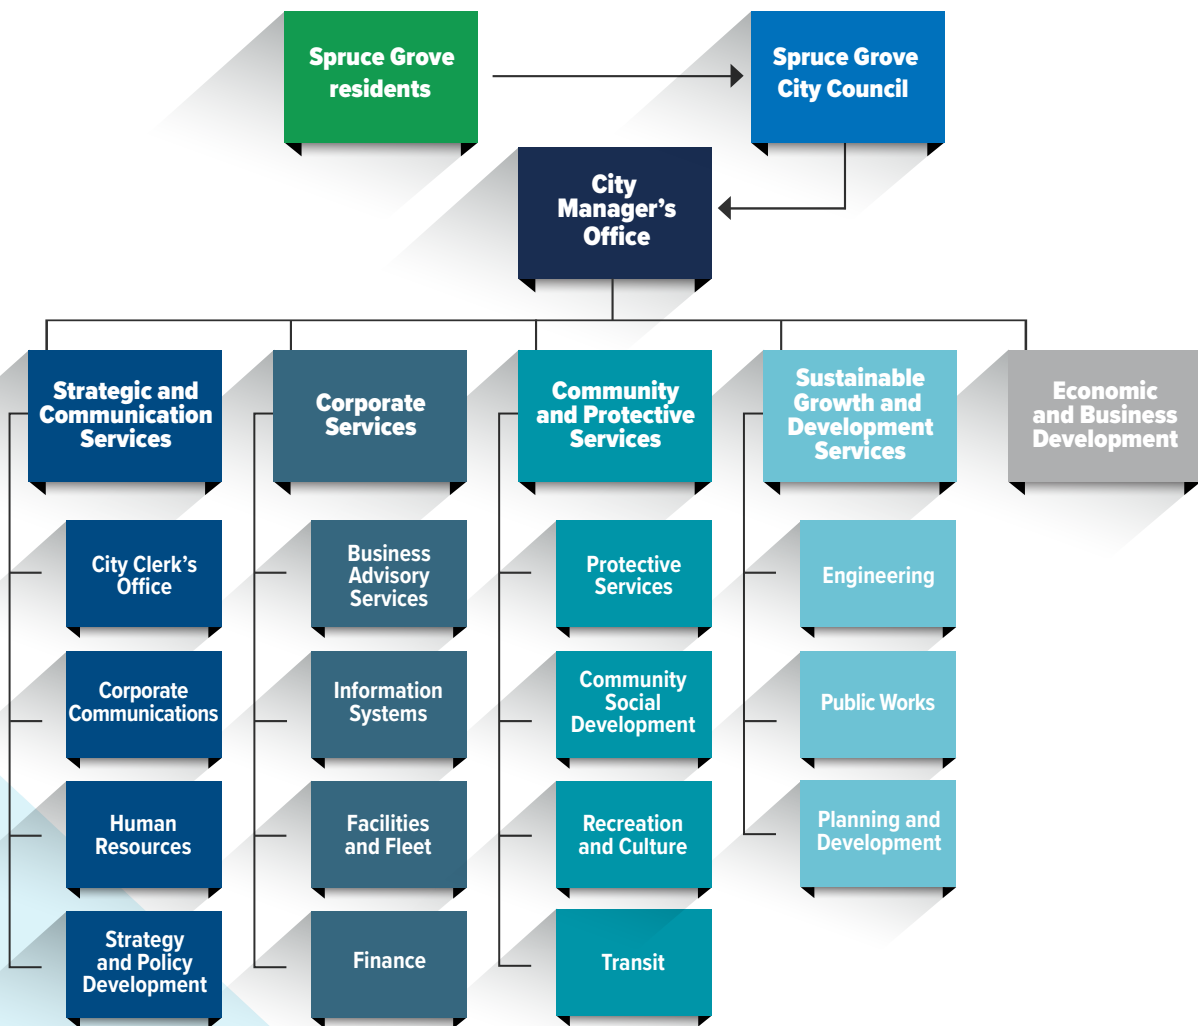 Spruce Grove
residents
Spruce Grove
City Council
City
Manager’s
Office
Strategic and
Communication
Services
Corporate
Services
Community
and Protective
Services
Sustainable
Growth and
Development
Services
Economic
and Business
Development
City Clerk’s
Office
Corporate
Communications
Human
Resources
Strategy
and Policy
Development
Business
Advisory
Services
Information
Systems
Facilities
and Fleet
Finance
Protective
Services
Community
Social
Development
Recreation
and Culture
Transit
Engineering
Public Works
Planning and
Development